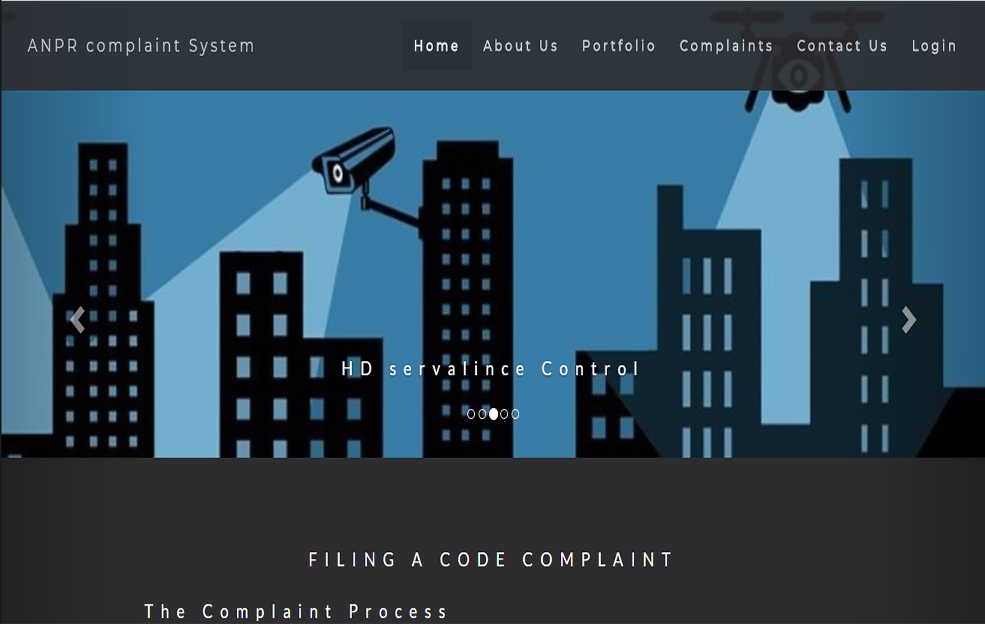 ANPR complaint System Home About Us Portfolio Complaints Contact Us Login
HD servalince Control
FILING A CODE COMPLAINT
The Complaint Process